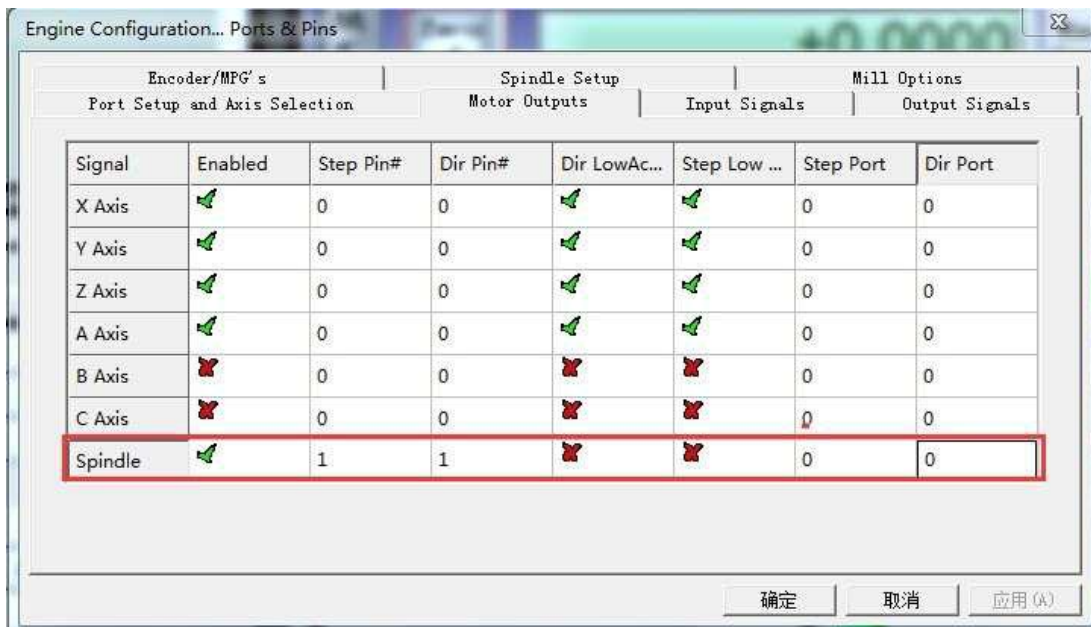 Engine Configuration... Ports & Pins
+0.0000
Encoder/MPG's Spindle Setup Mill Options
Port Setup and Axis Selection Motor Outputs Input Signals Output Signals
Signal Enabled Step Pin# Dir Pin# Dir LowAc... Step Low ... Step Port Dir Port
X Axis 0 0 0 0
Y Axis 0 0 0 0
Z Axis 0 0 0 0
A Axis 0 0 0 0
B Axis 0 0 0 0
C Axis 0 0 0 0
Spindle 1 1 0 0
确定 取消 应用(A)